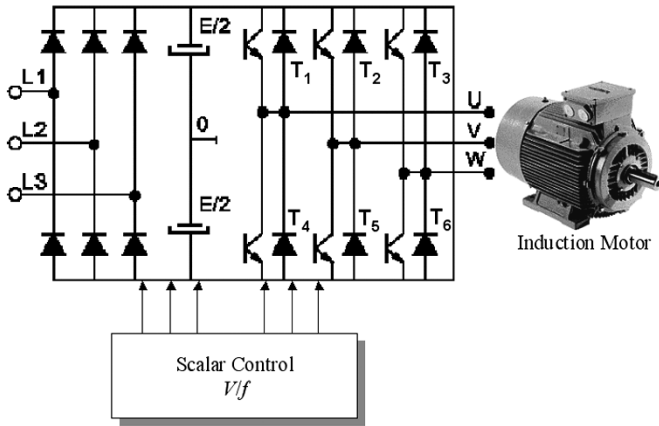 E/2
T1
T2
T3
L1
U
L2
0
V
L3
W
E/2
T4
T5
T6
Induction Motor
Scalar Control
V/f